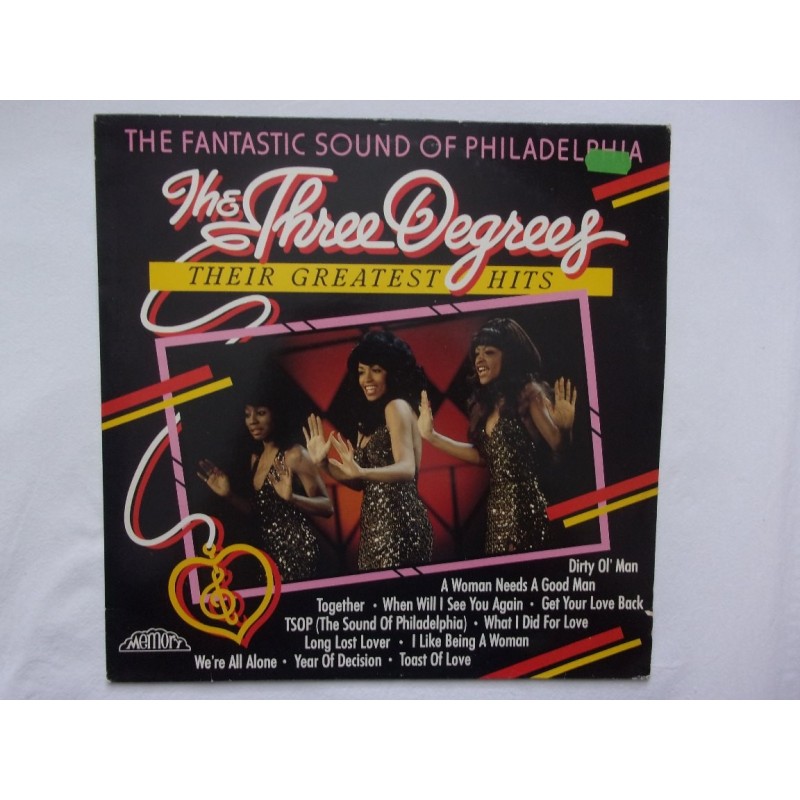 THE FANTASTIC SOUND OF PHILADELPHIA
The Three Degrees
THEIR GREATEST HITS
Dirty Ol' Man
A Woman Needs A Good Man
Together · When Will I See You Again · Get Your Love Back
TSOP (The Sound Of Philadelphia) · What I Did For Love
Long Lost Lover · I Like Being A Woman
We're All Alone · Year Of Decision · Toast Of Love
Memory